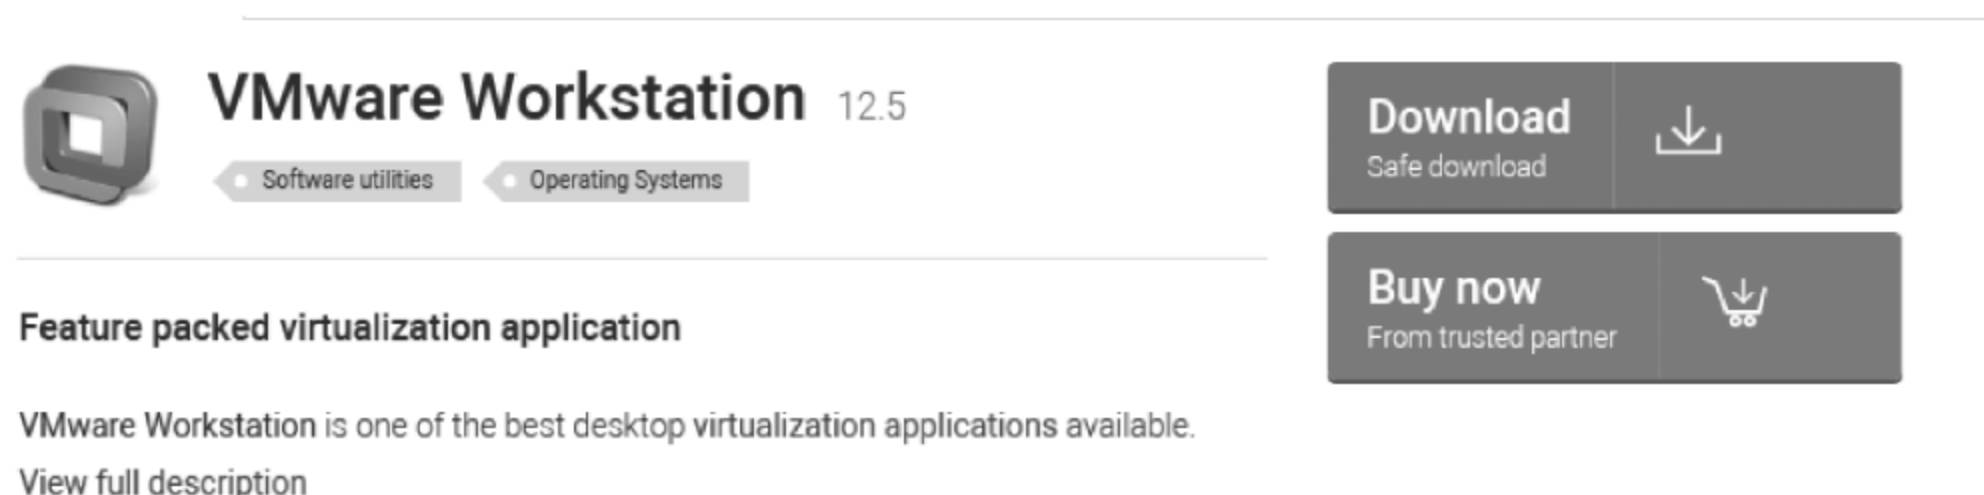 VMware Workstation 12.5
Software utilities Operating Systems
Download
Safe download
Buy now
From trusted partner
Feature packed virtualization application
VMware Workstation is one of the best desktop virtualization applications available.
View full description